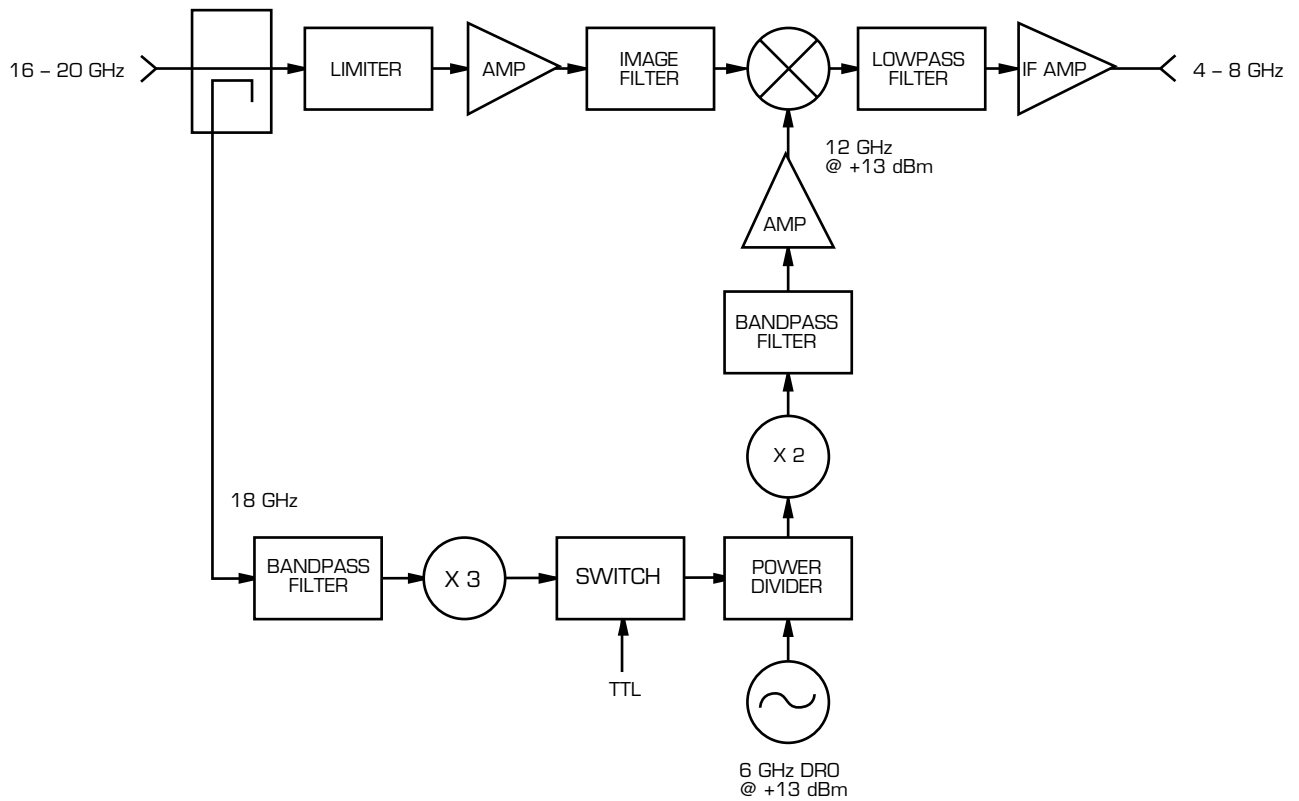 16 – 20 GHz
LIMITER
AMP
IMAGE
FILTER
LOWPASS
FILTER
IF AMP
4 – 8 GHz
12 GHz
@ +13 dBm
AMP
BANDPASS
FILTER
X 2
18 GHz
BANDPASS
FILTER
X 3
SWITCH
POWER
DIVIDER
TTL
6 GHz DRO
@ +13 dBm